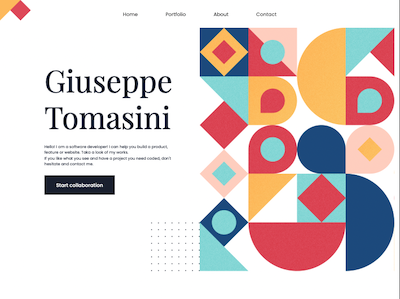 Home Portfolio About Contact
Giuseppe
Tomasini
Hello! I am a software developer! I can help you build a product,
feature or website. Take a look of my works.
If you like what you see and have a project you need coded, don't
hesitate and contact me.
Start collaboration